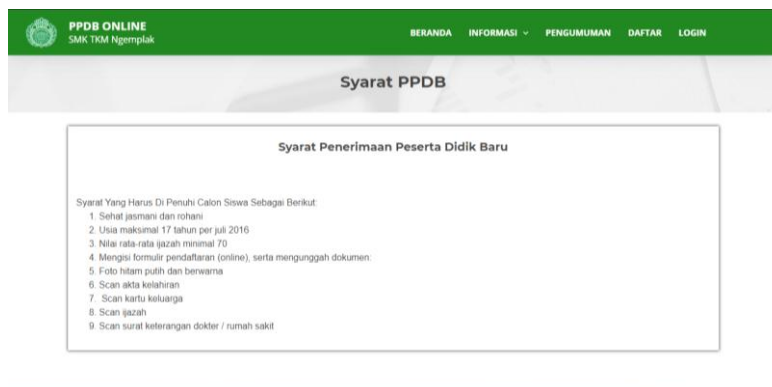 PPDB ONLINE
SMK TKM Ngemplak
BERANDA INFORMASI PENGUMUMAN DAFTAR LOGIN
Syarat PPDB
Syarat Penerimaan Peserta Didik Baru
Syarat Yang Harus Di Penuhi Calon Siswa Sebagai Berikut:
1. Sehat jasmani dan rohani
2. Usia maksimal 17 tahun per juli 2016
3. Nilai rata-rata ijazah minimal 70
4. Mengisi formulir pendaftaran (online), serta mengunggah dokumen:
5. Foto hitam putih dan berwarna
6. Scan akta kelahiran
7. Scan kartu keluarga
8. Scan ijazah
9. Scan surat keterangan dokter / rumah sakit